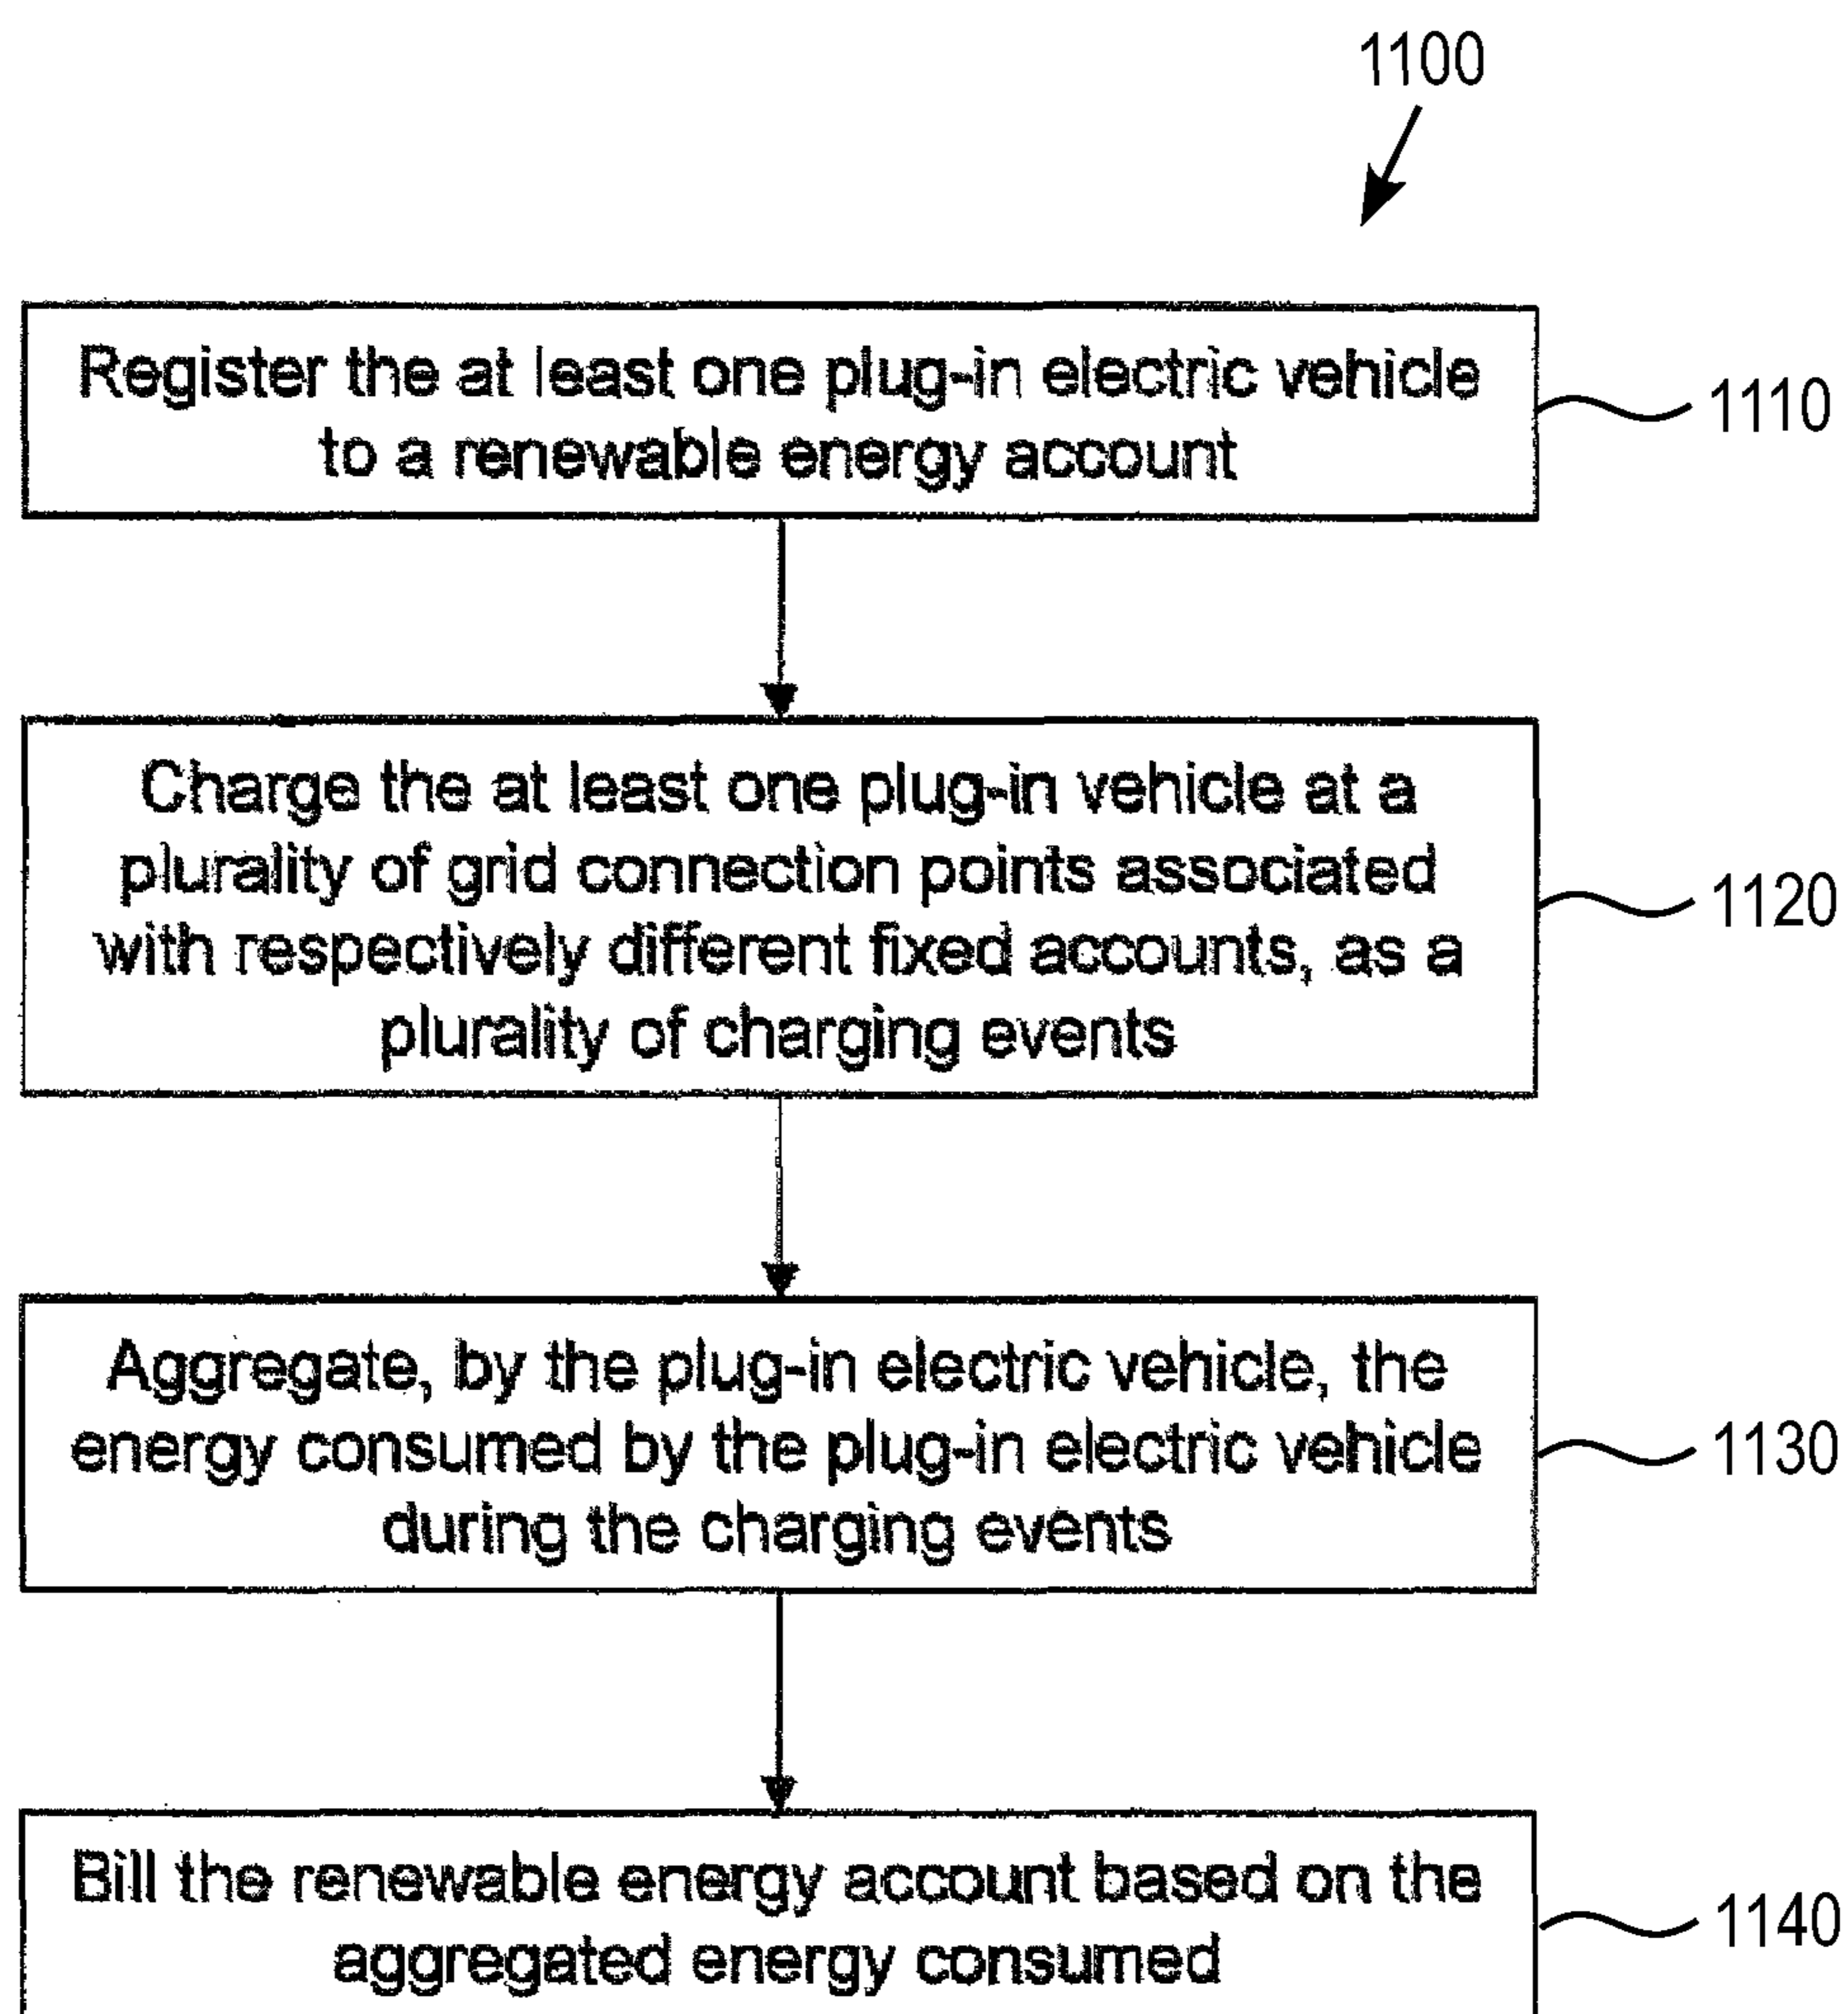 1100
Register the at least one plug-in electric vehicle
to a renewable energy account
1110
Charge the at least one plug-in vehicle at a
plurality of grid connection points associated
with respectively different fixed accounts, as a
plurality of charging events
1120
Aggregate, by the plug-in electric vehicle, the
energy consumed by the plug-in electric vehicle
during the charging events
1130
Bill the renewable energy account based on the
aggregated energy consumed
1140